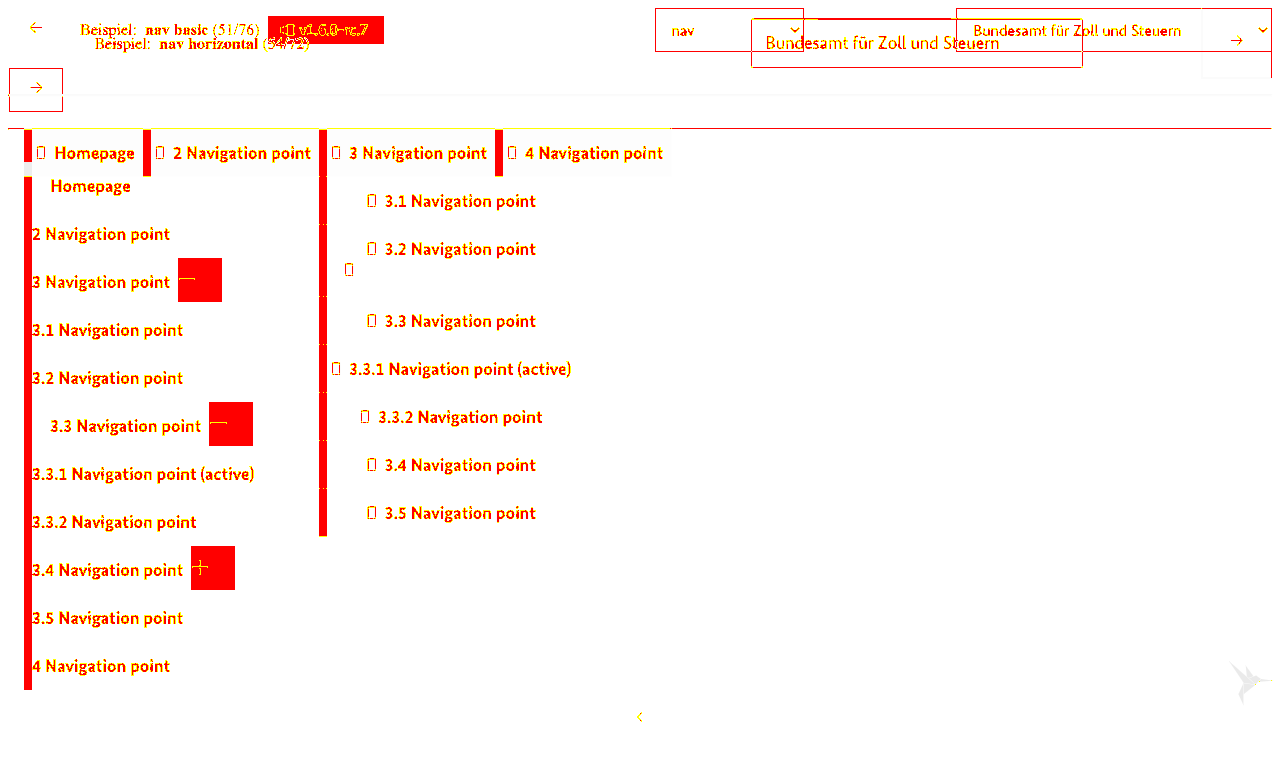 Beispiel: nav basic (51/76) v1.6.0-rc.7 nav Bundesamt für Zoll und Steuern
Beispiel: nav horizontal (54/72) Bundesamt für Zoll und Steuern
Homepage 2 Navigation point 3 Navigation point 4 Navigation point
Homepage
2 Navigation point
3 Navigation point
3.1 Navigation point
3.2 Navigation point
3.3 Navigation point
3.3.1 Navigation point (active)
3.3.2 Navigation point
3.4 Navigation point
3.5 Navigation point
4 Navigation point
3.1 Navigation point
3.2 Navigation point
3.3 Navigation point
3.3.1 Navigation point (active)
3.3.2 Navigation point
3.4 Navigation point
3.5 Navigation point